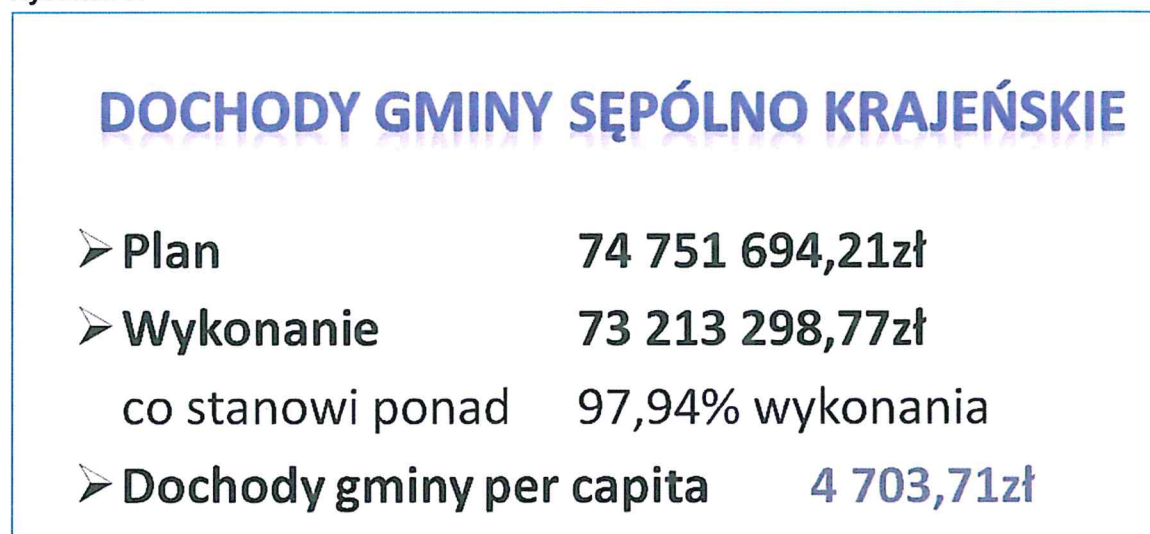 DOCHODY GMINY SĘPÓLNO KRAJEŃSKIE
➢ Plan 74 751 694,21zł
➢ Wykonanie 73 213 298,77zł
co stanowi ponad 97,94% wykonania
➢ Dochody gminy per capita 4 703,71zł